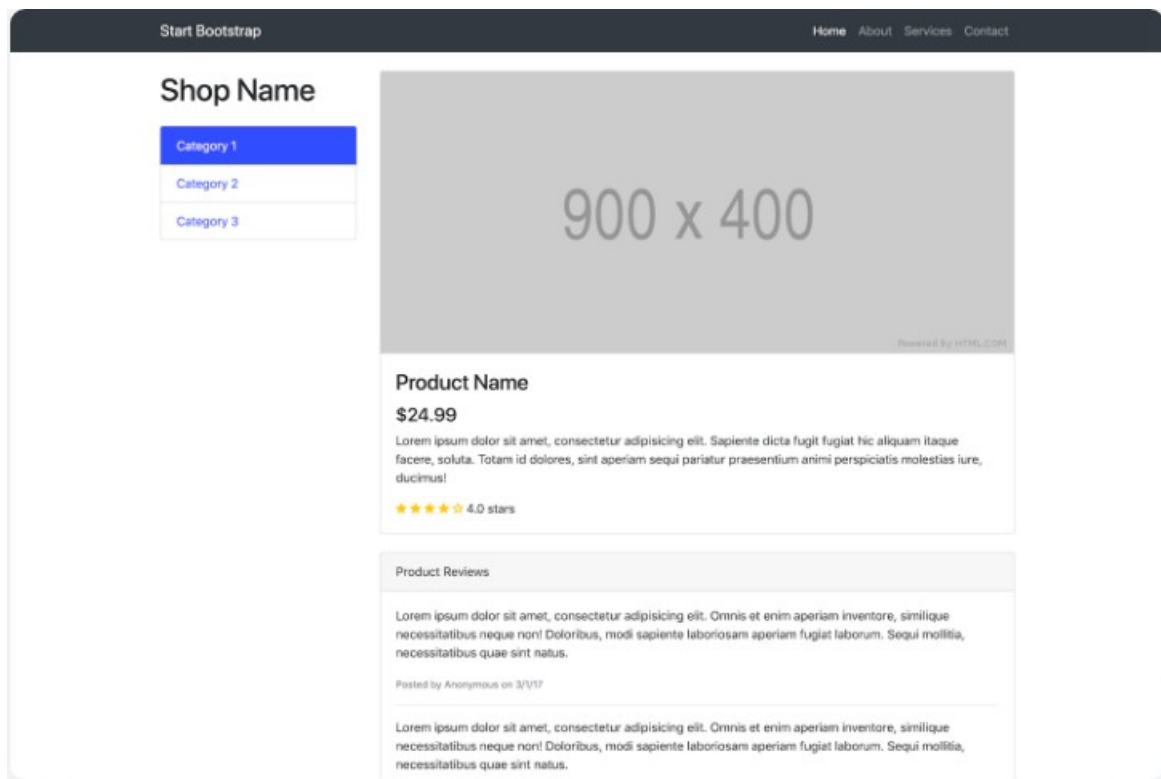 Start Bootstrap
Home About Services Contact
Shop Name
Category 1
Category 2
Category 3
900 x 400
Powered by HTML.COM
Product Name
$24.99
Lorem ipsum dolor sit amet, consectetur adipisicing elit. Sapiente dicta fugit fugiat hic aliquam itaque
facere, soluta. Totam id dolores, sint aperiam sequi pariatur praesentium animi perspiciatis molestias iure,
ducimus!
4.0 stars
Product Reviews
Lorem ipsum dolor sit amet, consectetur adipisicing elit. Omnis et enim aperiam inventore, similique
necessitatibus neque non! Doloribus, modi sapiente laboriosam aperiam fugiat laborum. Sequi mollitia,
necessitatibus quae sint natus.
Posted by Anonymous on 3/1/17
Lorem ipsum dolor sit amet, consectetur adipisicing elit. Omnis et enim aperiam inventore, similique
necessitatibus neque non! Doloribus, modi sapiente laboriosam aperiam fugiat laborum. Sequi mollitia,
necessitatibus quae sint natus.